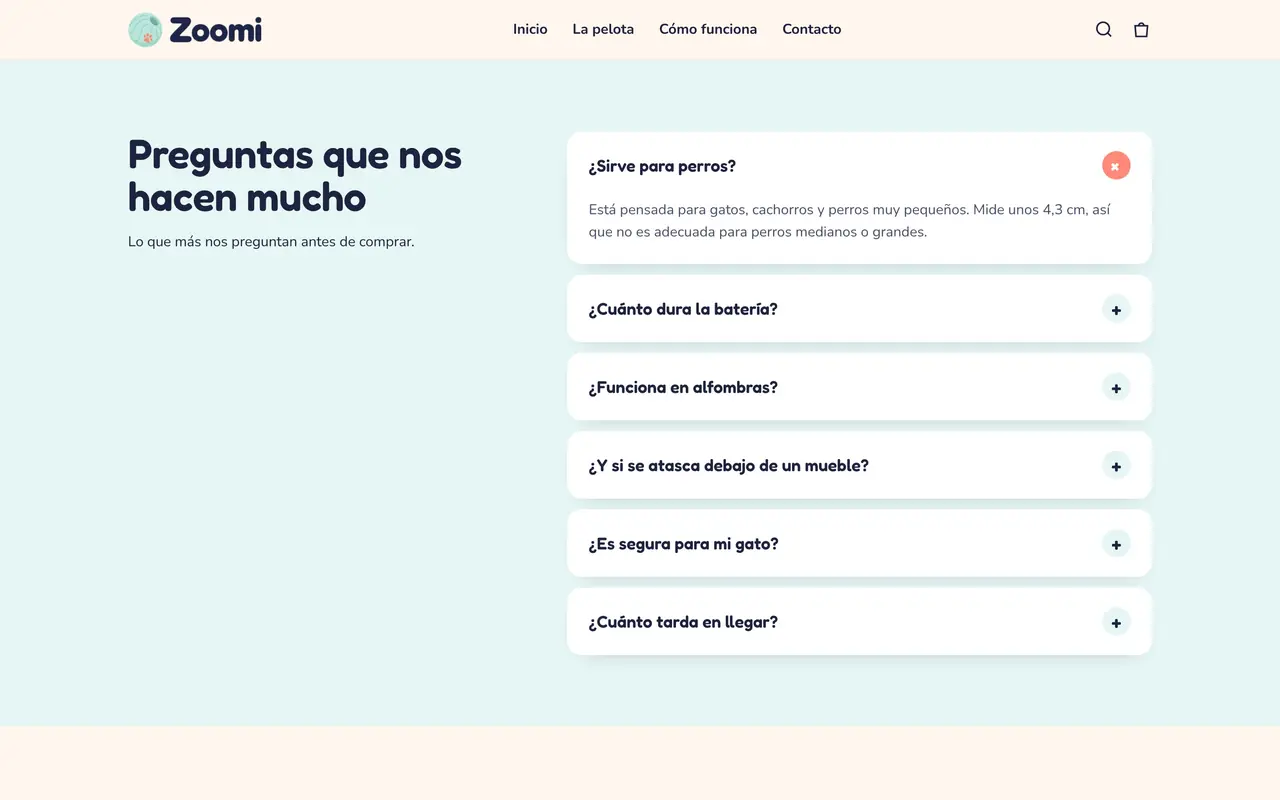 Zoomi
Inicio
La pelota
Cómo funciona
Contacto
Preguntas que nos
hacen mucho
Lo que más nos preguntan antes de comprar.
¿Sirve para perros?
Está pensada para gatos, cachorros y perros muy pequeños. Mide unos 4,3 cm, así
que no es adecuada para perros medianos o grandes.
¿Cuánto dura la batería?
¿Funciona en alfombras?
¿Y si se atasca debajo de un mueble?
¿Es segura para mi gato?
¿Cuánto tarda en llegar?